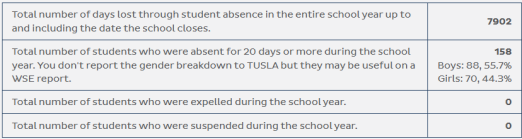 Total number of days lost through student absence in the entire school year up to
and including the date the school closes.
7902
Total number of students who were absent for 20 days or more during the school
year. You don't report the gender breakdown to TUSLA but they may be useful on a
WSE report.
158
Boys: 88, 55.7%
Girls: 70, 44.3%
Total number of students who were expelled during the school year.
0
Total number of students who were suspended during the school year.
0